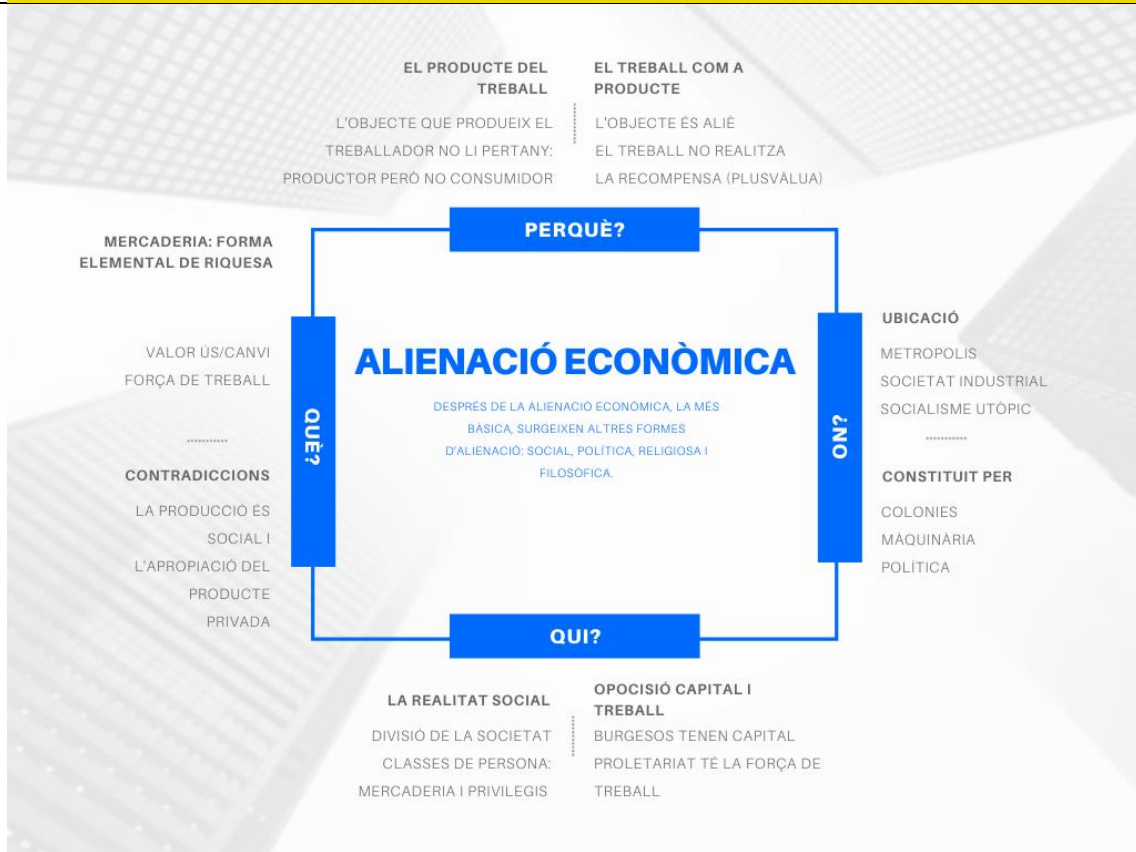 EL PRODUCTE DEL
TREBALL
L'OBJECTE QUE PRODUEIX EL
TREBALLADOR NO LI PERTANY:
PRODUCTOR PERÒ NO CONSUMIDOR
EL TREBALL COM A
PRODUCTE
L'OBJECTE ÉS ALIÉ
EL TREBALL NO REALITZA
LA RECOMPENSA (PLUSVÀLUA)
PERQUÈ?
MERCADERIA: FORMA
ELEMENTAL DE RIQUESA
VALOR ÚS/CANVI
FORÇA DE TREBALL
CONTRADICCIONS
LA PRODUCCIÓ ÉS
SOCIAL I
L'APROPIACIÓ DEL
PRODUCTE
PRIVADA
QUÈ?
ALIENACIÓ ECONÒMICA
DESPRÉS DE LA ALIENACIÓ ECONÓMICA, LA MÉS
BÀSICA, SURGEIXEN ALTRES FORMES
D'ALIENACIÓ: SOCIAL, POLÍTICA, RELIGIOSA I
FILOSÒFICA.
ON?
UBICACIÓ
METROPOLIS
SOCIETAT INDUSTRIAL
SOCIALISME UTÒPIC
CONSTITUIT PER
COLONIES
MÀQUINÀRIA
POLÍTICA
QUI?
LA REALITAT SOCIAL
DIVISIÓ DE LA SOCIETAT
CLASSES DE PERSONA:
MERCADERIA I PRIVILEGIS
OPOCISIÓ CAPITAL I
TREBALL
BURGESOS TENEN CAPITAL
PROLETARIAT TÉ LA FORÇA DE
TREBALL